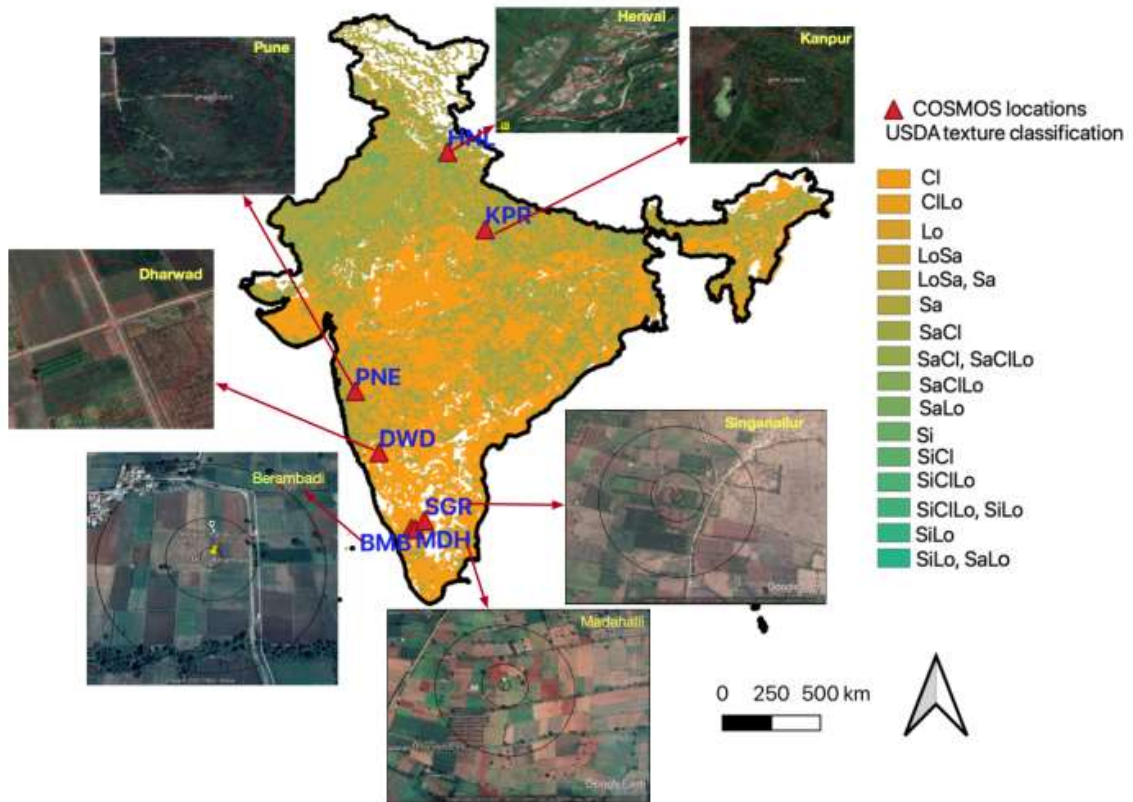 Pune
Henval
Kanpur
HNL
KPR
Dharwad
PNE
DWD
Berambadi
Singanallur
SGR
BMB
MDH
Madahalli
COSMOS locations
USDA texture classification
Cl
ClLo
Lo
LoSa
LoSa, Sa
Sa
SaCl
SaCl, SaClLo
SaClLo
SaLo
Si
SiCl
SiClLo
SiClLo, SiLo
SiLo
SiLo, SaLo
0 250 500 km